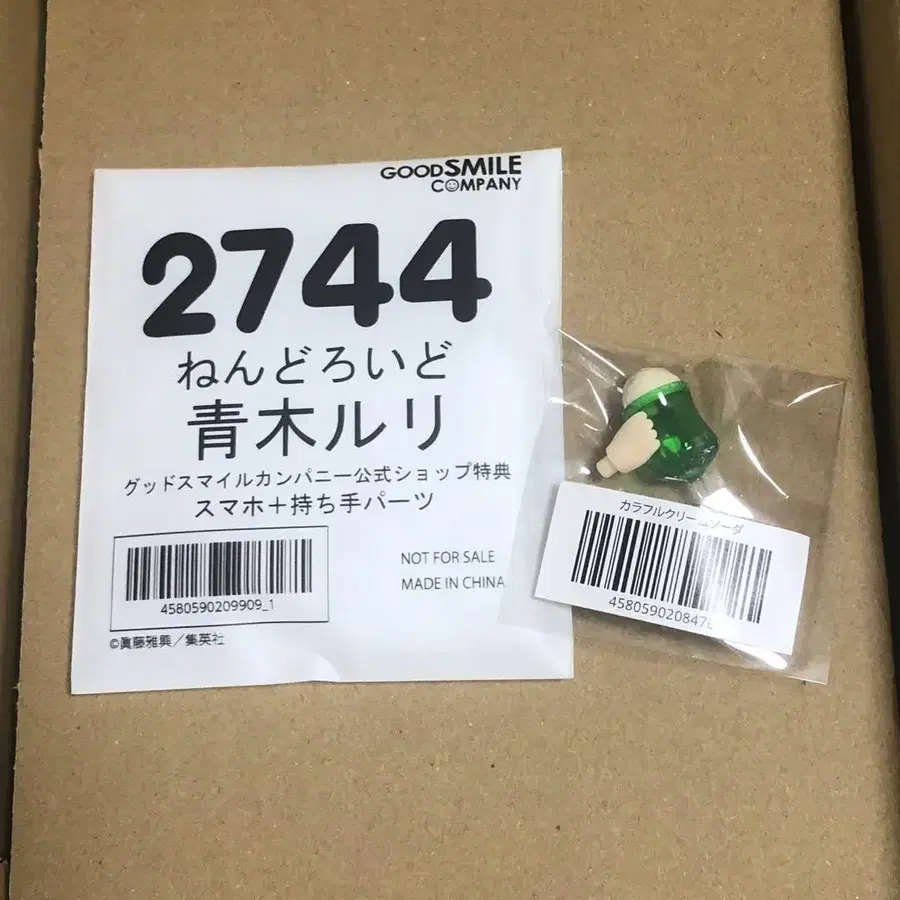 GOODSMILE
COMPANY
2744
ねんどろいど
青木ルリ
グッドスマイルカンパニー公式ショップ特典
スマホ＋持ち手パーツ
NOT FOR SALE
MADE IN CHINA
4580590209909_1
©眞藤雅興／集英社
カラフルクリームソーダ
458059020847